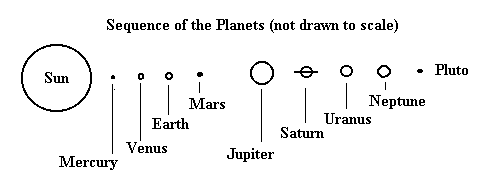 Sequence of the Planets (not drawn to scale)
Sun
Pluto
Mars
Neptune
Earth
Uranus
Saturn
Venus
Jupiter
Mercury